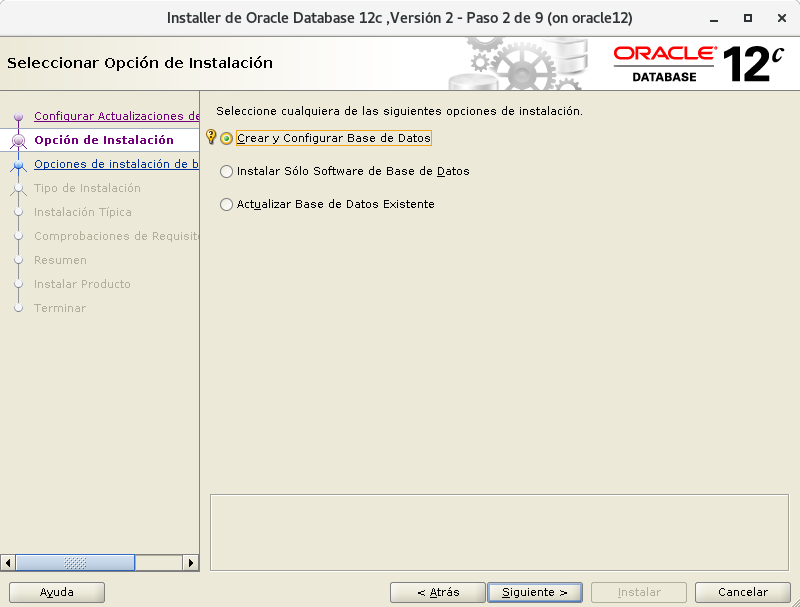 Installer de Oracle Database 12c ,Versión 2 - Paso 2 de 9 (on oracle12)
Seleccionar Opción de Instalación
ORACLE
DATABASE
12c
Configurar Actualizaciones de
Opción de Instalación
Opciones de instalación de b
Tipo de Instalación
Instalación Típica
Comprobaciones de Requisit
Resumen
Instalar Producto
Terminar
Seleccione cualquiera de las siguientes opciones de instalación.
Crear y Configurar Base de Datos
Instalar Sólo Software de Base de Datos
Actualizar Base de Datos Existente
Ayuda
< Atrás
Siguiente >
Instalar
Cancelar